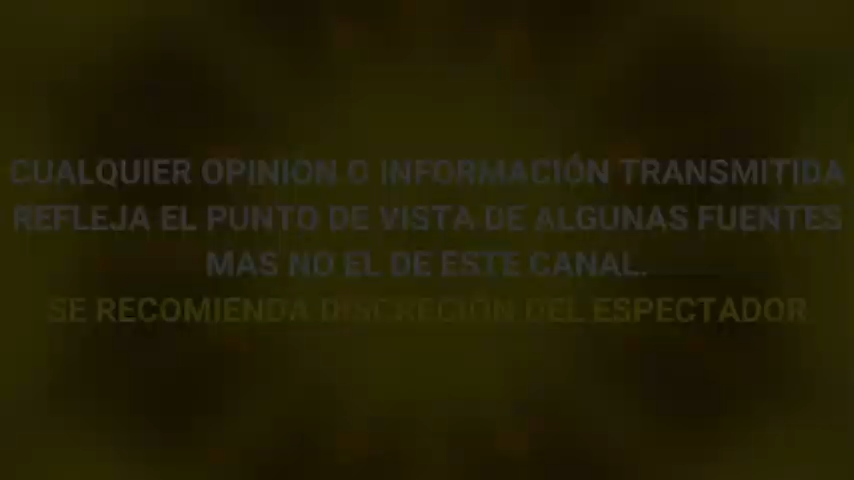 CUALQUIER OPINION O INFORMACIÓN TRANSMITIDA
REFLEJA EL PUNTO DE VISTA DE ALGUNAS FUENTES
MAS NO EL DE ESTE CANAL.
SE RECOMIENDA DISCRECIÓN DEL ESPECTADOR